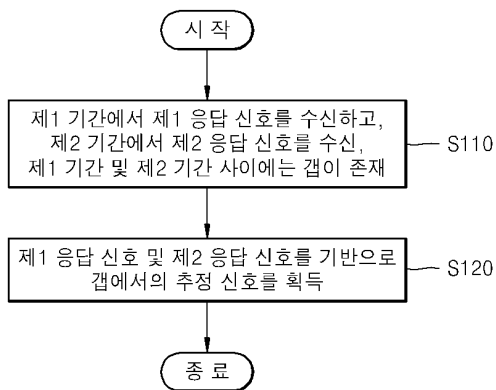 시 작
제1 기간에서 제1 응답 신호를 수신하고,
제2 기간에서 제2 응답 신호를 수신,
제1 기간 및 제2 기간 사이에는 갭이 존재
S110
제1 응답 신호 및 제2 응답 신호를 기반으로
갭에서의 추정 신호를 획득
S120
종 료